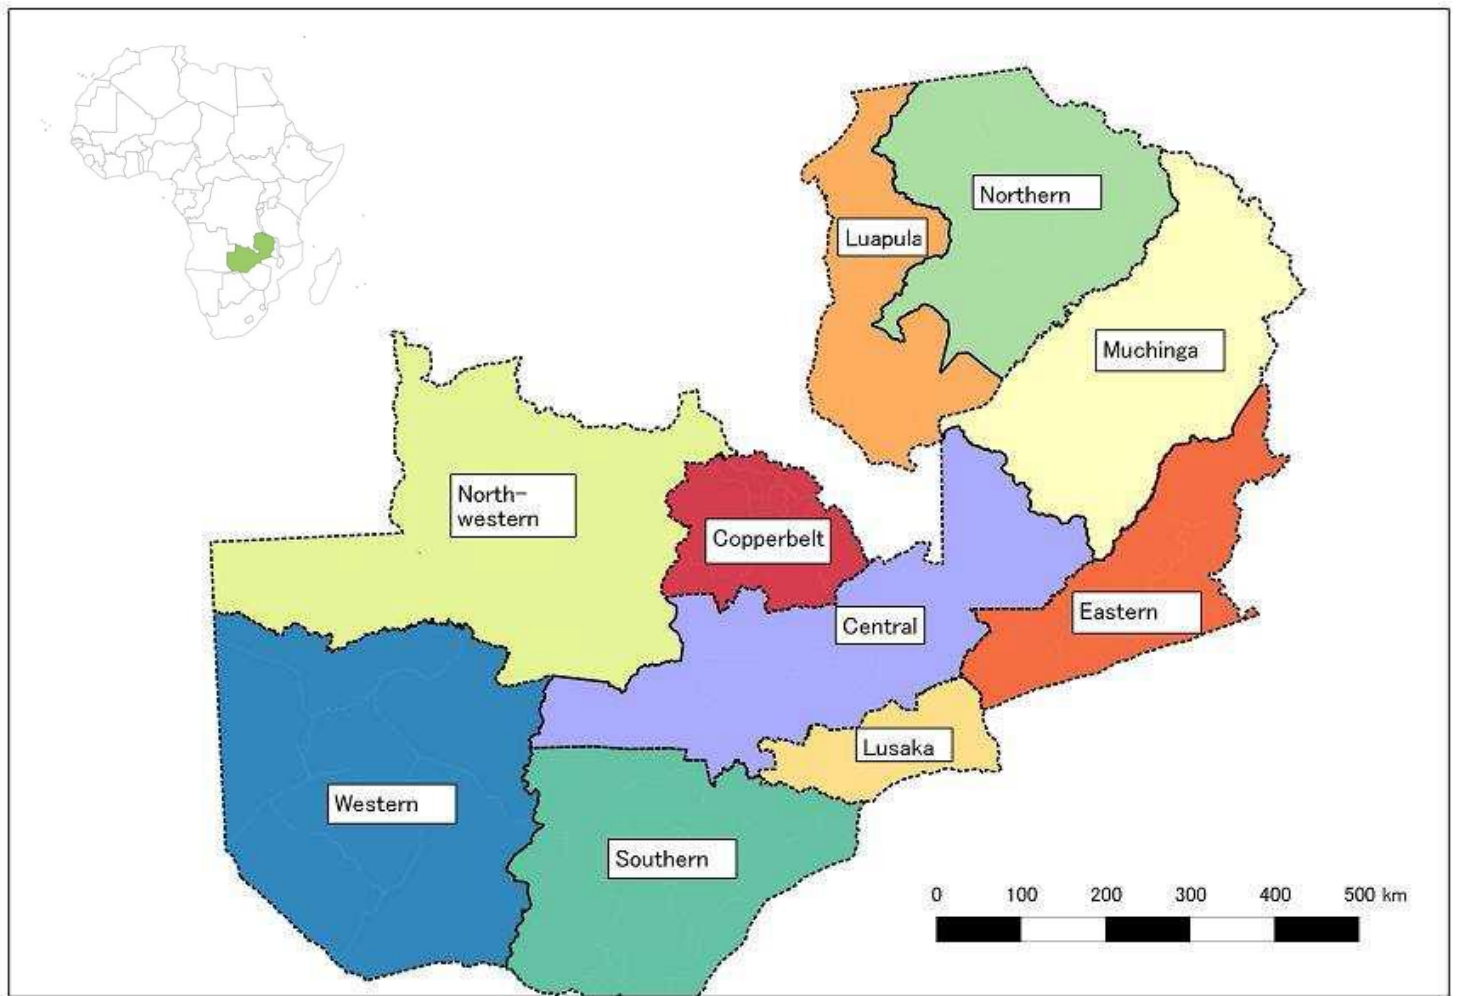 Northern
Luapula
Muchinga
North-
western
Copperbelt
Eastern
Central
Lusaka
Western
Southern
0 100 200 300 400 500 km